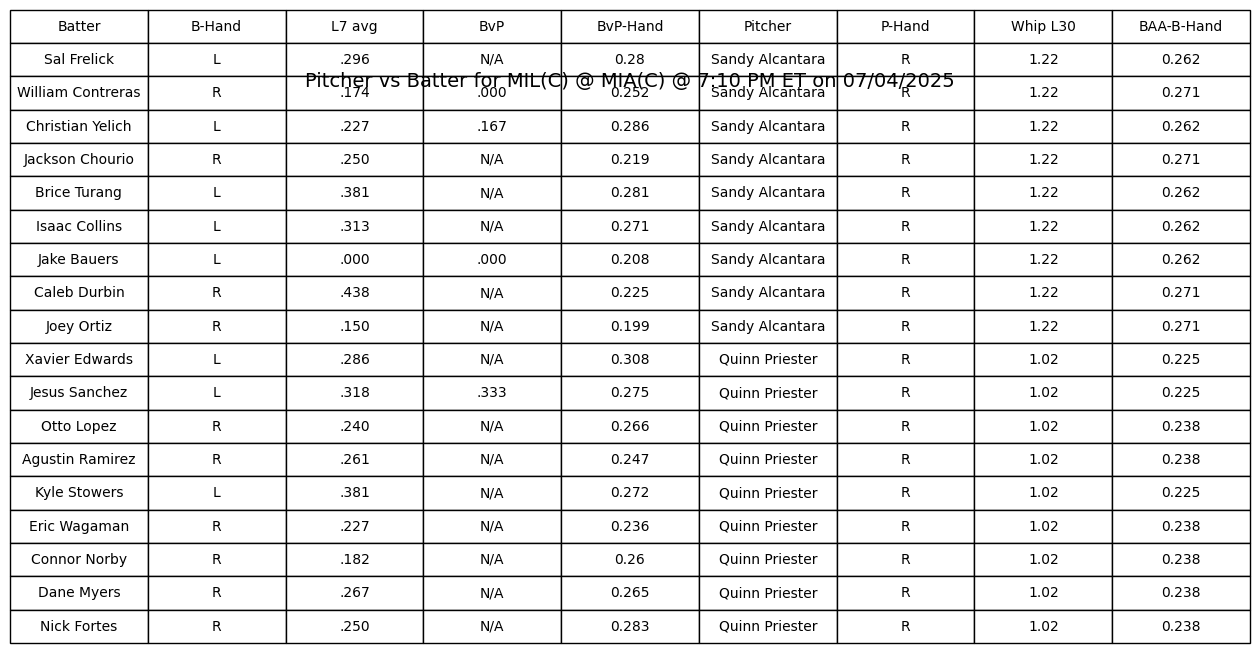 Batter B-Hand L7 avg BvP BvP-Hand Pitcher P-Hand Whip L30 BAA-B-Hand
Sal Frelick L .296 N/A 0.28 Sandy Alcantara R 1.22 0.262
Pitcher vs Batter for MIL(C) @ MIA(C) @ 7:10 PM ET on 07/04/2025
William Contreras R .174 .000 0.252 Sandy Alcantara R 1.22 0.271
Christian Yelich L .227 .167 0.286 Sandy Alcantara R 1.22 0.262
Jackson Chourio R .250 N/A 0.219 Sandy Alcantara R 1.22 0.271
Brice Turang L .381 N/A 0.281 Sandy Alcantara R 1.22 0.262
Isaac Collins L .313 N/A 0.271 Sandy Alcantara R 1.22 0.262
Jake Bauers L .000 .000 0.208 Sandy Alcantara R 1.22 0.262
Caleb Durbin R .438 N/A 0.225 Sandy Alcantara R 1.22 0.271
Joey Ortiz R .150 N/A 0.199 Sandy Alcantara R 1.22 0.271
Xavier Edwards L .286 N/A 0.308 Quinn Priester R 1.02 0.225
Jesus Sanchez L .318 .333 0.275 Quinn Priester R 1.02 0.225
Otto Lopez R .240 N/A 0.266 Quinn Priester R 1.02 0.238
Agustin Ramirez R .261 N/A 0.247 Quinn Priester R 1.02 0.238
Kyle Stowers L .381 N/A 0.272 Quinn Priester R 1.02 0.225
Eric Wagaman R .227 N/A 0.236 Quinn Priester R 1.02 0.238
Connor Norby R .182 N/A 0.26 Quinn Priester R 1.02 0.238
Dane Myers R .267 N/A 0.265 Quinn Priester R 1.02 0.238
Nick Fortes R .250 N/A 0.283 Quinn Priester R 1.02 0.238